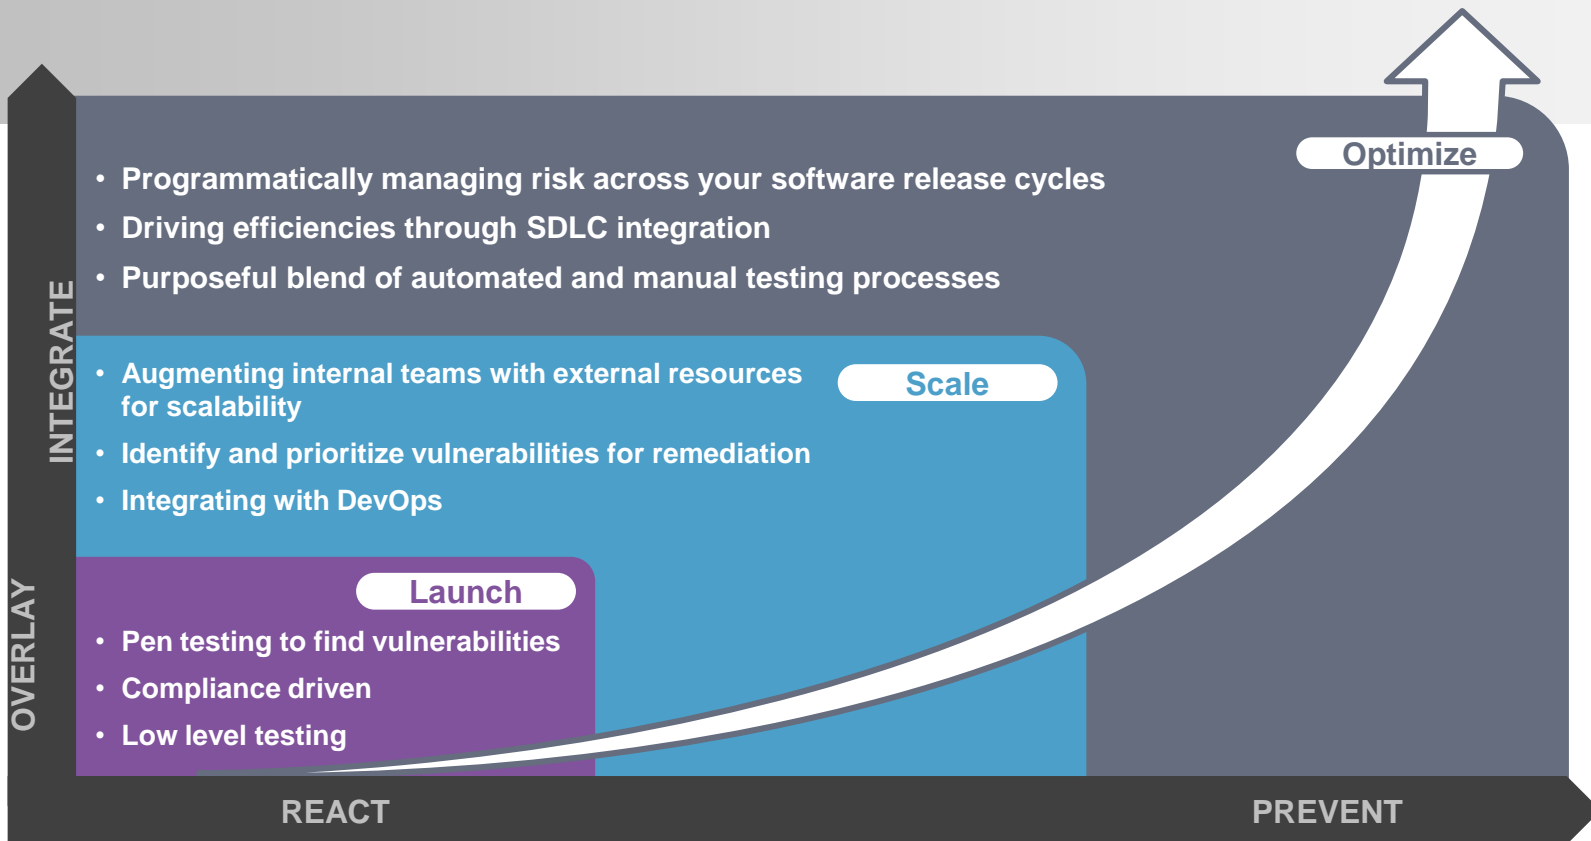 Optimize
• Programmatically managing risk across your software release cycles
• Driving efficiencies through SDLC integration
• Purposeful blend of automated and manual testing processes
INTEGRATE
Scale
• Augmenting internal teams with external resources
for scalability
• Identify and prioritize vulnerabilities for remediation
• Integrating with DevOps
OVERLAY
Launch
• Pen testing to find vulnerabilities
• Compliance driven
• Low level testing
REACT
PREVENT